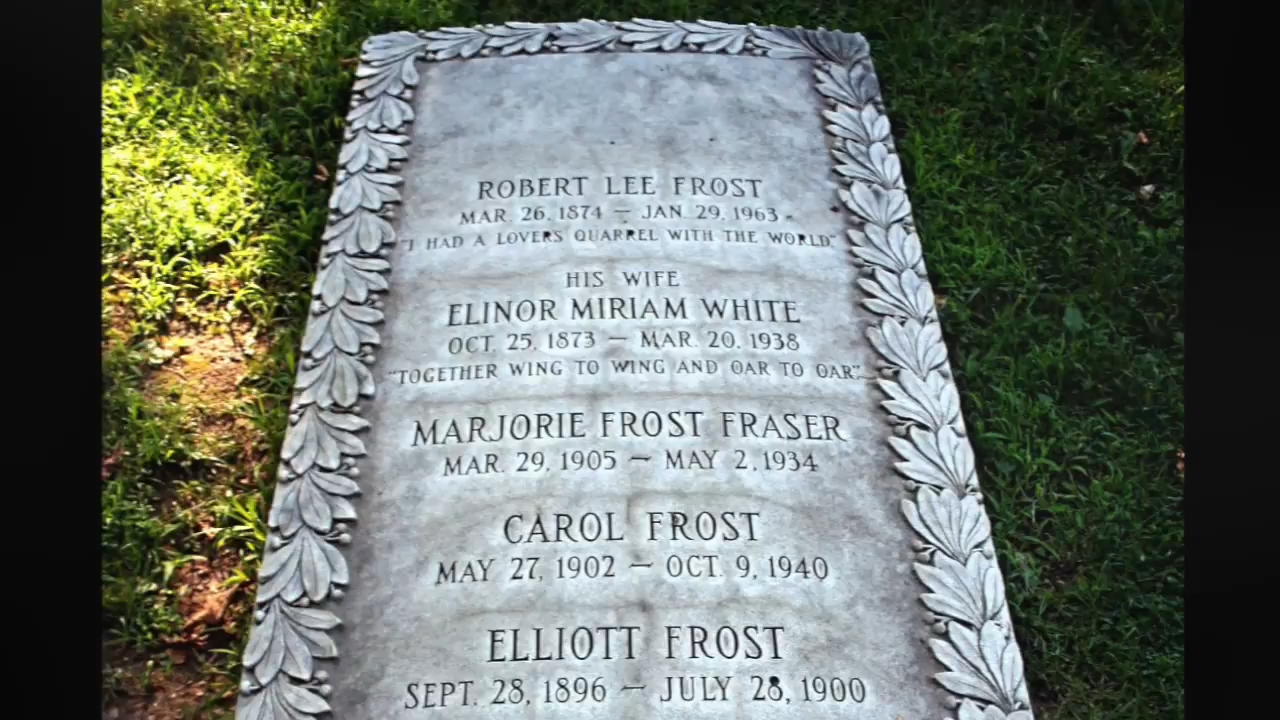 ROBERT LEE FROST
MAR. 26, 1874 – JAN. 29, 1963
"I HAD A LOVERS QUARREL WITH THE WORLD"
HIS WIFE
ELINOR MIRIAM WHITE
OCT. 25, 1873 – MAR. 20, 1938
"TOGETHER WING TO WING AND OAR TO OAR"
MARJORIE FROST FRASER
MAR. 29, 1905 – MAY 2, 1934
CAROL FROST
MAY 27, 1902 – OCT. 9, 1940
ELLIOTT FROST
SEPT. 28, 1896 – JULY 28, 1900